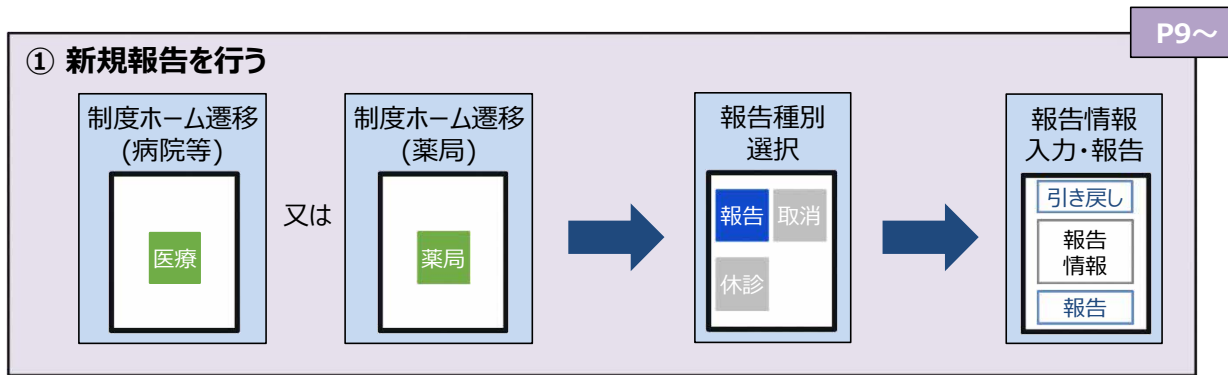 P9～
① 新規報告を行う
制度ホーム遷移
(病院等)
医療
又は
制度ホーム遷移
(薬局)
薬局
報告種別
選択
報告 取消
休診
報告情報
入力・報告
引き戻し
報告
情報
報告